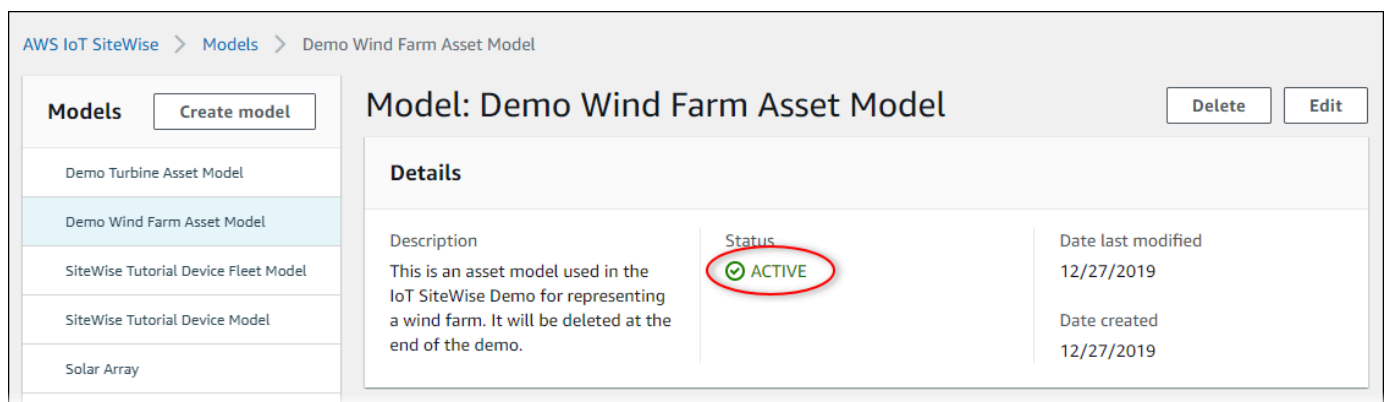 AWS IoT SiteWise > Models > Demo Wind Farm Asset Model
Models
Create model
Demo Turbine Asset Model
Demo Wind Farm Asset Model
SiteWise Tutorial Device Fleet Model
SiteWise Tutorial Device Model
Solar Array
Model: Demo Wind Farm Asset Model
Delete
Edit
Details
Description
This is an asset model used in the
IoT SiteWise Demo for representing
a wind farm. It will be deleted at the
end of the demo.
Status
ACTIVE
Date last modified
12/27/2019
Date created
12/27/2019